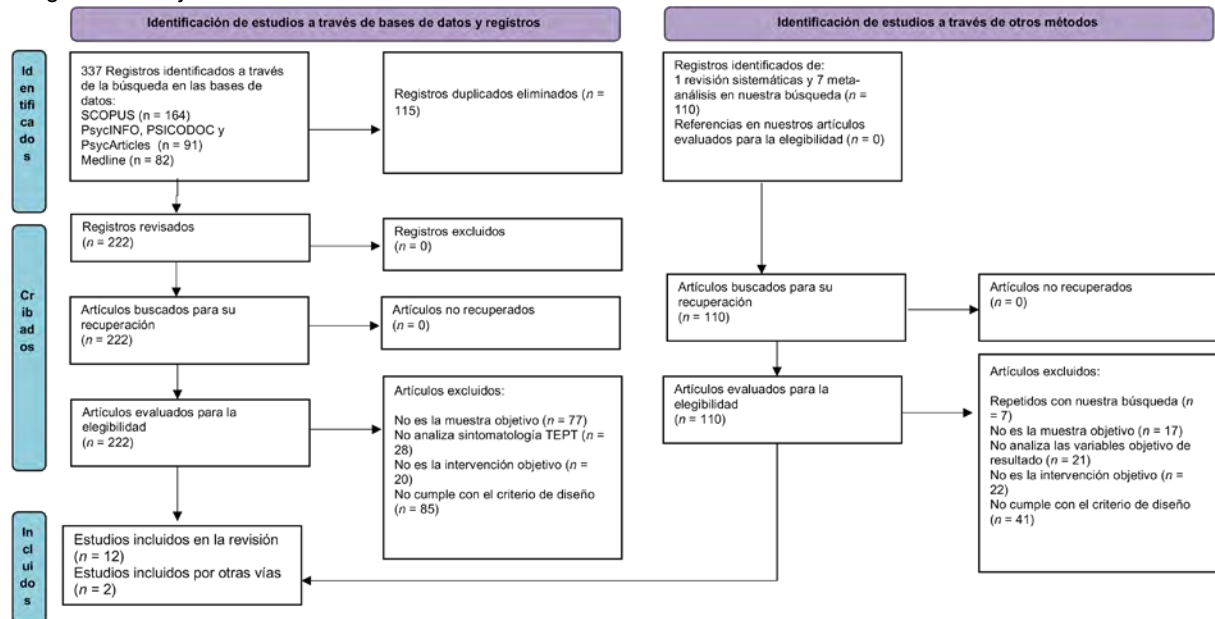 Identificación de estudios a través de bases de datos y registros
Identificación de estudios a través de otros métodos
Id
en
tific
ado
s
337 Registros identificados a través
de la búsqueda en las bases de
datos:
SCOPUS (n = 164)
PsycINFO, PSICODOC y
PsycArticles (n = 91)
Medline (n = 82)
Registros duplicados eliminados (n =
115)
Registros identificados de:
1 revisión sistemáticas y 7 meta-
análisis en nuestra búsqueda (n =
110)
Referencias en nuestros artículos
evaluados para la elegibilidad (n = 0)
Cr
ib
ad
os
Registros revisados
(n = 222)
Registros excluidos
(n = 0)
Artículos buscados para su
recuperación
(n = 222)
Artículos no recuperados
(n = 0)
Artículos buscados para su
recuperación
(n = 110)
Artículos no recuperados
(n = 0)
Artículos evaluados para la
elegibilidad
(n = 222)
Artículos excluidos:
No es la muestra objetivo (n = 77)
No analiza sintomatología TEPT (n =
28)
No es la intervención objetivo (n =
20)
No cumple con el criterio de diseño
(n = 85)
Artículos evaluados para la
elegibilidad
(n = 110)
Artículos excluidos:
Repetidos con nuestra búsqueda (n
= 7)
No es la muestra objetivo (n = 17)
No analiza las variables objetivo de
resultado (n = 21)
No es la intervención objetivo (n =
22)
No cumple con el criterio de diseño
(n = 41)
In
cl
ui
do
s
Estudios incluidos en la revisión
(n = 12)
Estudios incluidos por otras vías
(n = 2)